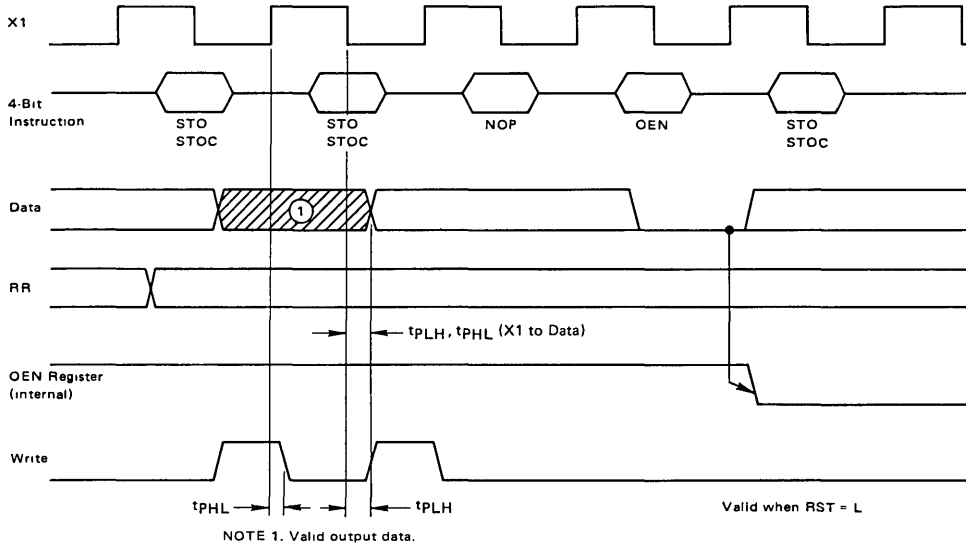 X1
4-Bit
Instruction
STO
STOC
STO
STOC
NOP
OEN
STO
STOC
Data
1
RR
tPLH, tPHL (X1 to Data)
OEN Register
(internal)
Write
tPHL
tPLH
Valid when RST = L
NOTE 1. Valid output data.